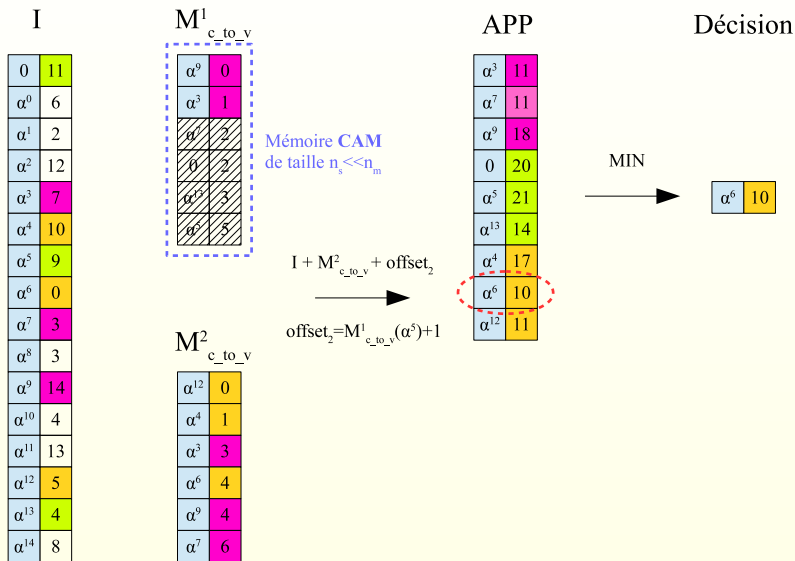 I
M¹c_to_v
APP
Décision
0 11
α⁰ 6
α¹ 2
α² 12
α³ 7
α⁴ 10
α⁵ 9
α⁶ 0
α⁷ 3
α⁸ 3
α⁹ 14
α¹⁰ 4
α¹¹ 13
α¹² 5
α¹³ 4
α¹⁴ 8
α⁹ 0
α³ 1
α⁷ 2
0 2
α¹³ 3
α⁵ 5
Mémoire CAM
de taille nₛ<<nₘ
M²c_to_v
α¹² 0
α⁴ 1
α³ 3
α⁶ 4
α⁹ 4
α⁷ 6
I + M²c_to_v + offset₂
offset₂=M¹c_to_v(α⁵)+1
α³ 11
α⁷ 11
α⁹ 18
0 20
α⁵ 21
α¹³ 14
α⁴ 17
α⁶ 10
α¹² 11
MIN
α⁶ 10